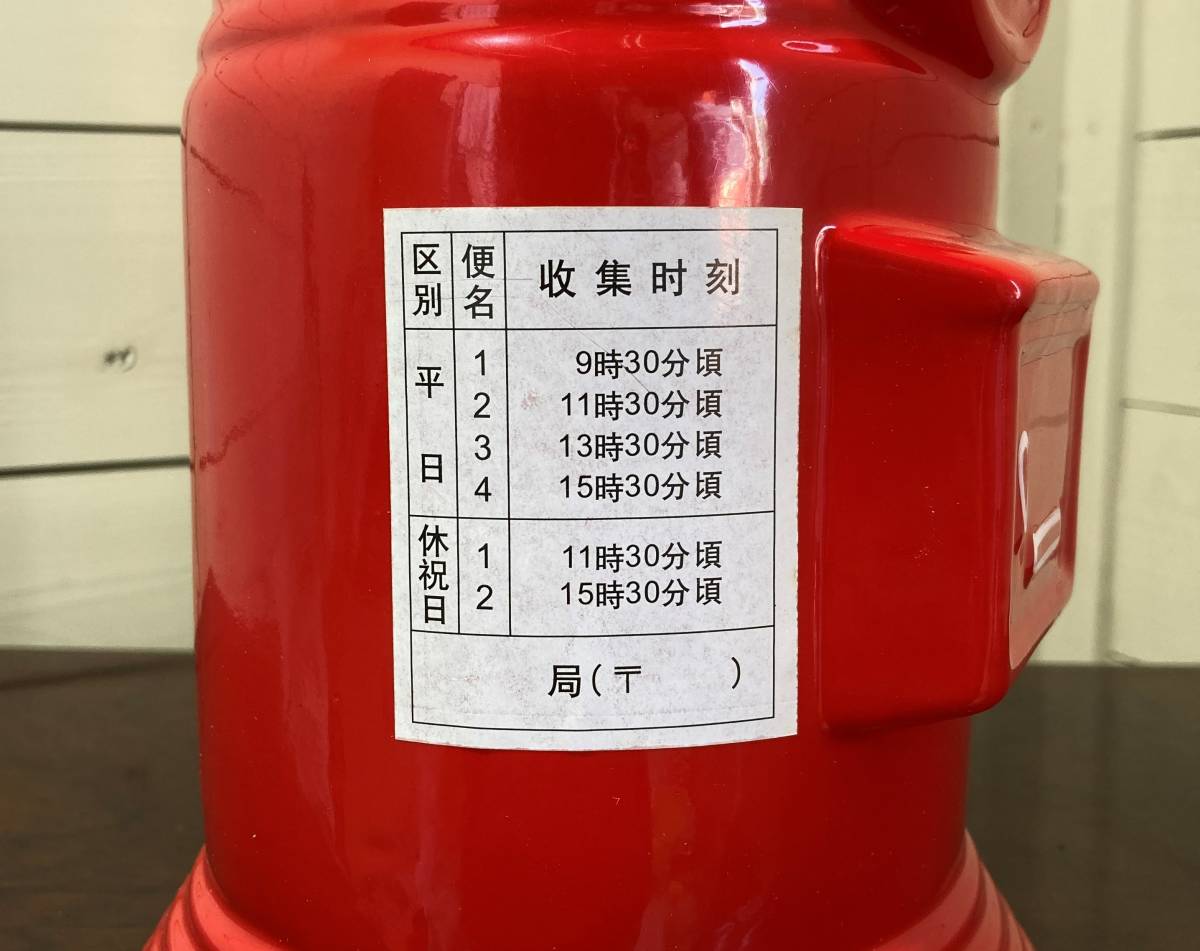 区別 便名 收集时刻
平日 1 9時30分頃
2 11時30分頃
3 13時30分頃
4 15時30分頃
休祝日 1 11時30分頃
2 15時30分頃
局(〒 )